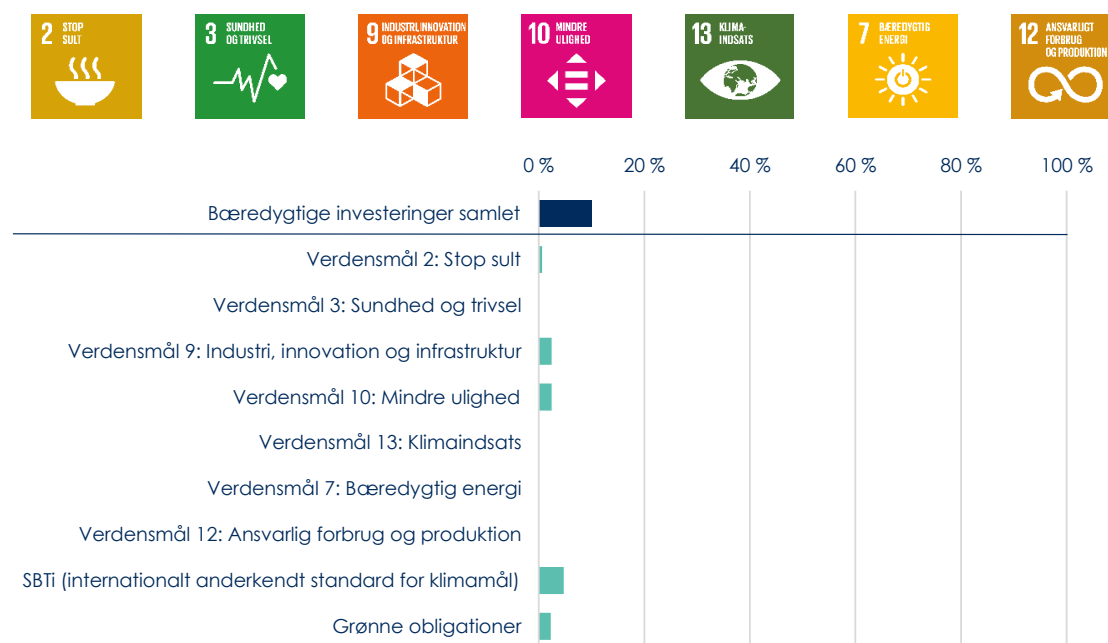 2 STOP
SULT
3 SUNDHED
OG TRIVSEL
9 INDUSTRI, INNOVATION
OG INFRASTRUKTUR
10 MINDRE
ULIGHED
13 KLIMA-
INDSATS
7 BÆREDYGTIG
ENERGI
12 ANSVARLIGT
FORBRUG
OG PRODUKTION
0 % 20 % 40 % 60 % 80 % 100 %
Bæredygtige investeringer samlet
Verdensmål 2: Stop sult
Verdensmål 3: Sundhed og trivsel
Verdensmål 9: Industri, innovation og infrastruktur
Verdensmål 10: Mindre ulighed
Verdensmål 13: Klimaindsats
Verdensmål 7: Bæredygtig energi
Verdensmål 12: Ansvarlig forbrug og produktion
SBTi (internationalt anderkendt standard for klimamål)
Grønne obligationer